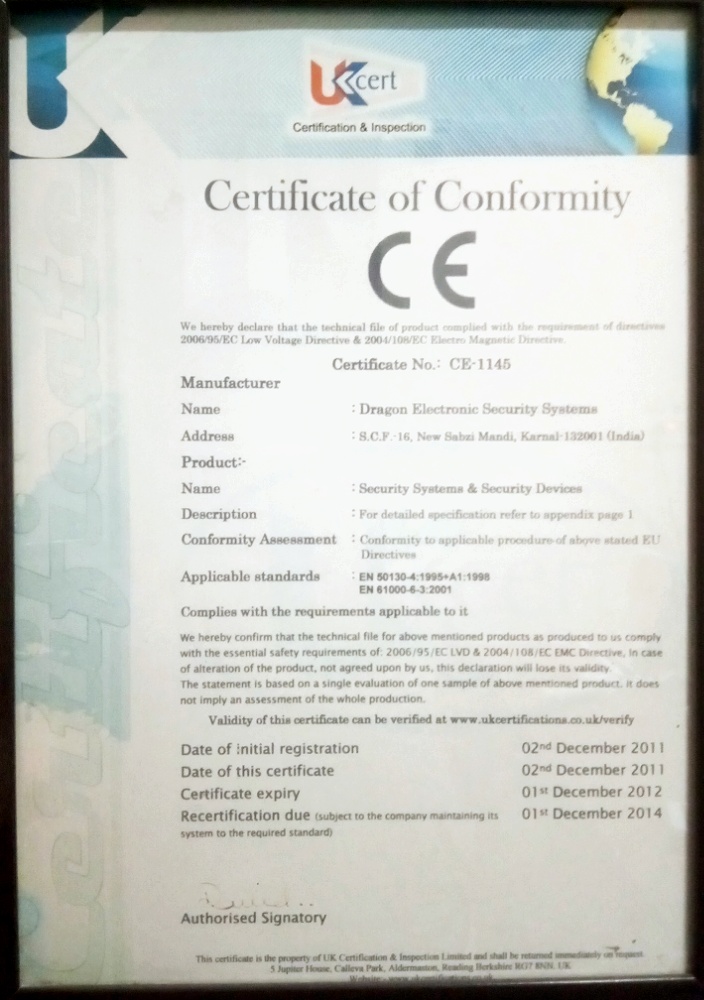 UK
UKcert
Certification & Inspection
Certificate of Conformity
CE
We hereby declare that the technical file of product complied with the requirement of directives
2006/95/EC Low Voltage Directive & 2004/108/EC Electro Magnetic Directive.
Certificate No.: CE-1145
Manufacturer
Name : Dragon Electronic Security Systems
Address : S.C.F.-16, New Sabzi Mandi, Karnal-132001 (India)
Product:-
Name : Security Systems & Security Devices
Description : For detailed specification refer to appendix page 1
Conformity Assessment : Conformity to applicable procedure of above stated EU
Directives
Applicable standards : EN 50130-4:1995+A1:1998
EN 61000-6-3:2001
Complies with the requirements applicable to it
We hereby confirm that the technical file for above mentioned products as produced to us comply
with the essential safety requirements of: 2006/95/EC LVD & 2004/108/EC EMC Directive, In case
of alteration of the product, not agreed upon by us, this declaration will lose its validity.
The statement is based on a single evaluation of one sample of above mentioned product. it does
not imply an assessment of the whole production.
Validity of this certificate can be verified at www.ukcertifications.co.uk/verify
Date of initial registration 02nd December 2011
Date of this certificate 02nd December 2011
Certificate expiry 01st December 2012
Recertification due (subject to the company maintaining its 01st December 2014
system to the required standard)
Authorised Signatory
This certificate is the property of UK Certification & Inspection Limited and shall be returned immediately on request.
5 Jupiter House, Calleva Park, Aldermaston, Reading Berkshire RG7 8NN. UK
certificate